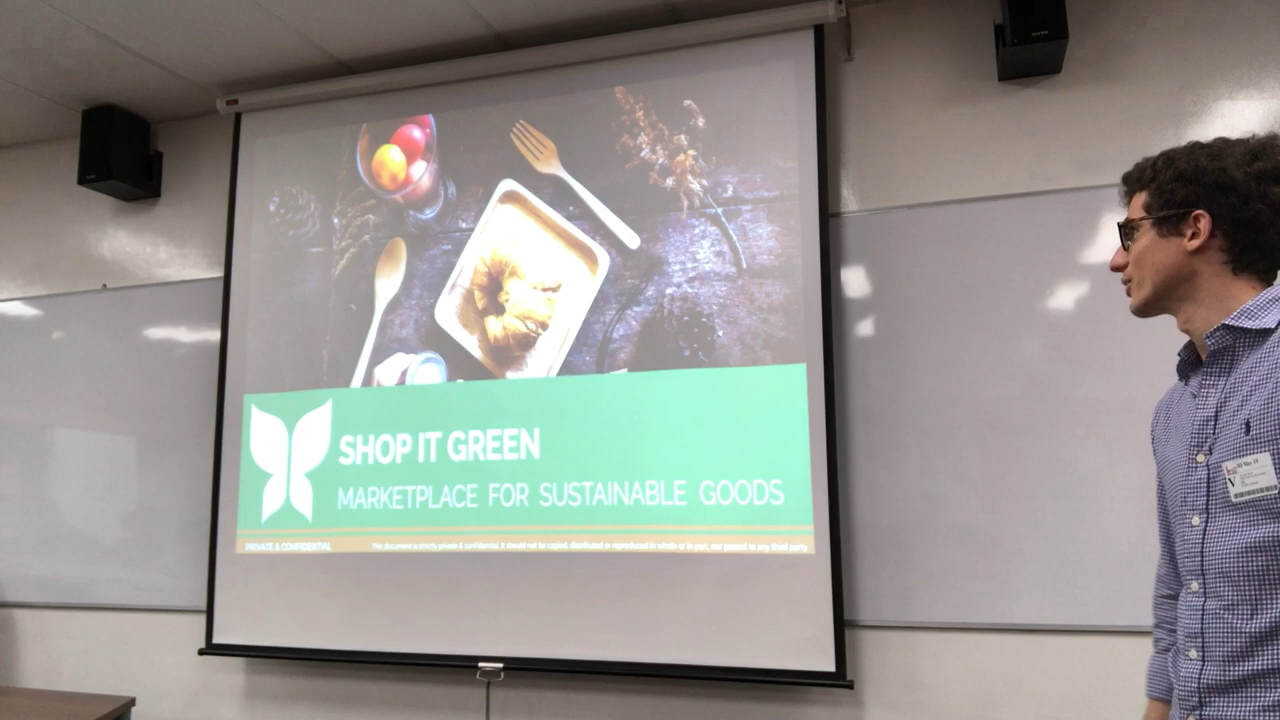 SHOP IT GREEN
MARKETPLACE FOR SUSTAINABLE GOODS
PRIVATE & CONFIDENTIAL
This document is strictly private & confidential. It should not be copied, distributed or reproduced in whole or in part, nor passed to any third party
V